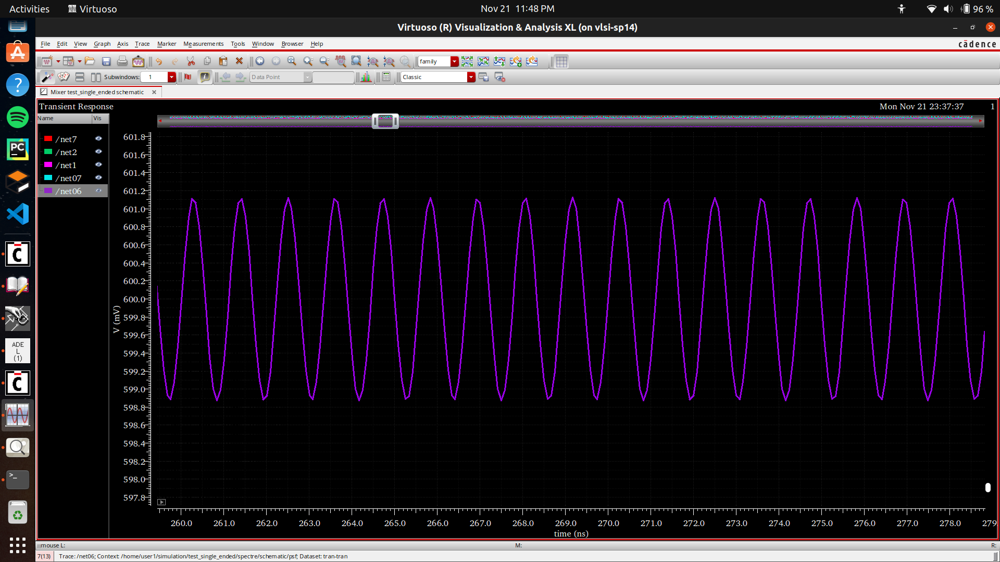 Activities Virtuoso Nov 21 11:48 PM 96 %
Virtuoso (R) Visualization & Analysis XL (on vlsi-sp14)
File Edit View Graph Axis Trace Marker Measurements Tools Window Browser Help cādence
family
Subwindows: 1 Data Point Classic
Mixer test_single_ended schematic
Transient Response Mon Nov 21 23:37:37 1
Name Vis
/net7
/net2
/net1
/net07
/net06
601.8
601.6
601.4
601.2
601.0
600.8
600.6
600.4
600.2
600.0
599.8
599.6
599.4
599.2
599.0
598.8
598.6
598.4
598.2
598.0
597.8
V (mV)
260.0 261.0 262.0 263.0 264.0 265.0 266.0 267.0 268.0 269.0 270.0 271.0 272.0 273.0 274.0 275.0 276.0 277.0 278.0 279.
time (ns)
mouse L: M: R:
7(13) Trace: /net06; Context: /home/user1/simulation/test_single_ended/spectre/schematic/psf; Dataset: tran-tran
A
?
PC
C
ADE
L
(1)
C
>_